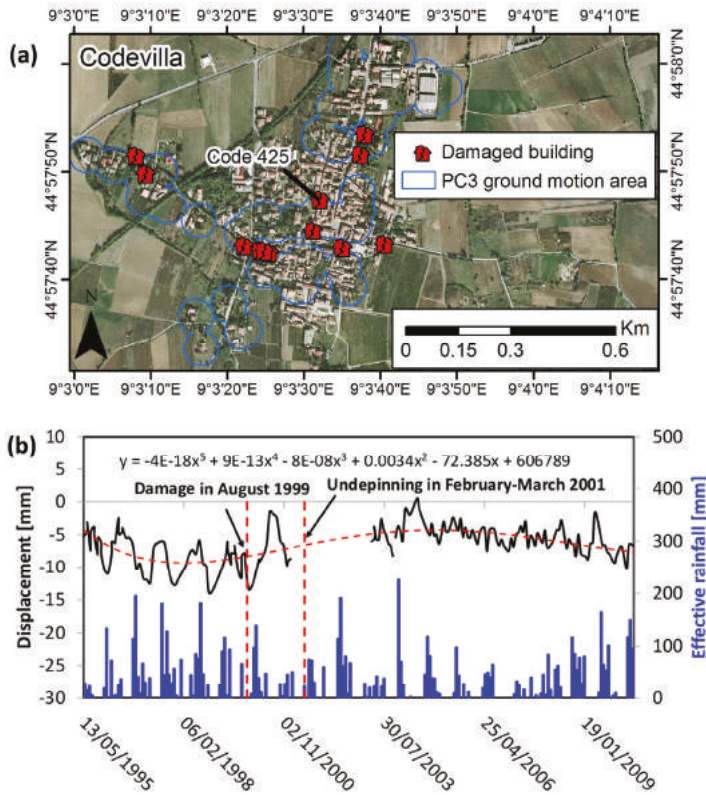 (a)
9°3'0"E 9°3'10"E 9°3'20"E 9°3'30"E 9°3'40"E 9°3'50"E 9°4'0"E 9°4'10"E
Codevilla
44°58'0"N
44°57'50"N
44°57'40"N
44°58'0"N
44°57'50"N
44°57'40"N
Code 425
Damaged building
PC3 ground motion area
N
Km
0 0.15 0.3 0.6
9°3'0"E 9°3'10"E 9°3'20"E 9°3'30"E 9°3'40"E 9°3'50"E 9°4'0"E 9°4'10"E
(b)
y = -4E-18x⁵ + 9E-13x⁴ - 8E-08x³ + 0.0034x² - 72.385x + 606789
Damage in August 1999
Undepinning in February-March 2001
Displacement [mm]
10
5
0
-5
-10
-15
-20
-25
-30
Effective rainfall [mm]
500
400
300
200
100
0
13/05/1995
06/02/1998
02/11/2000
30/07/2003
25/04/2006
19/01/2009